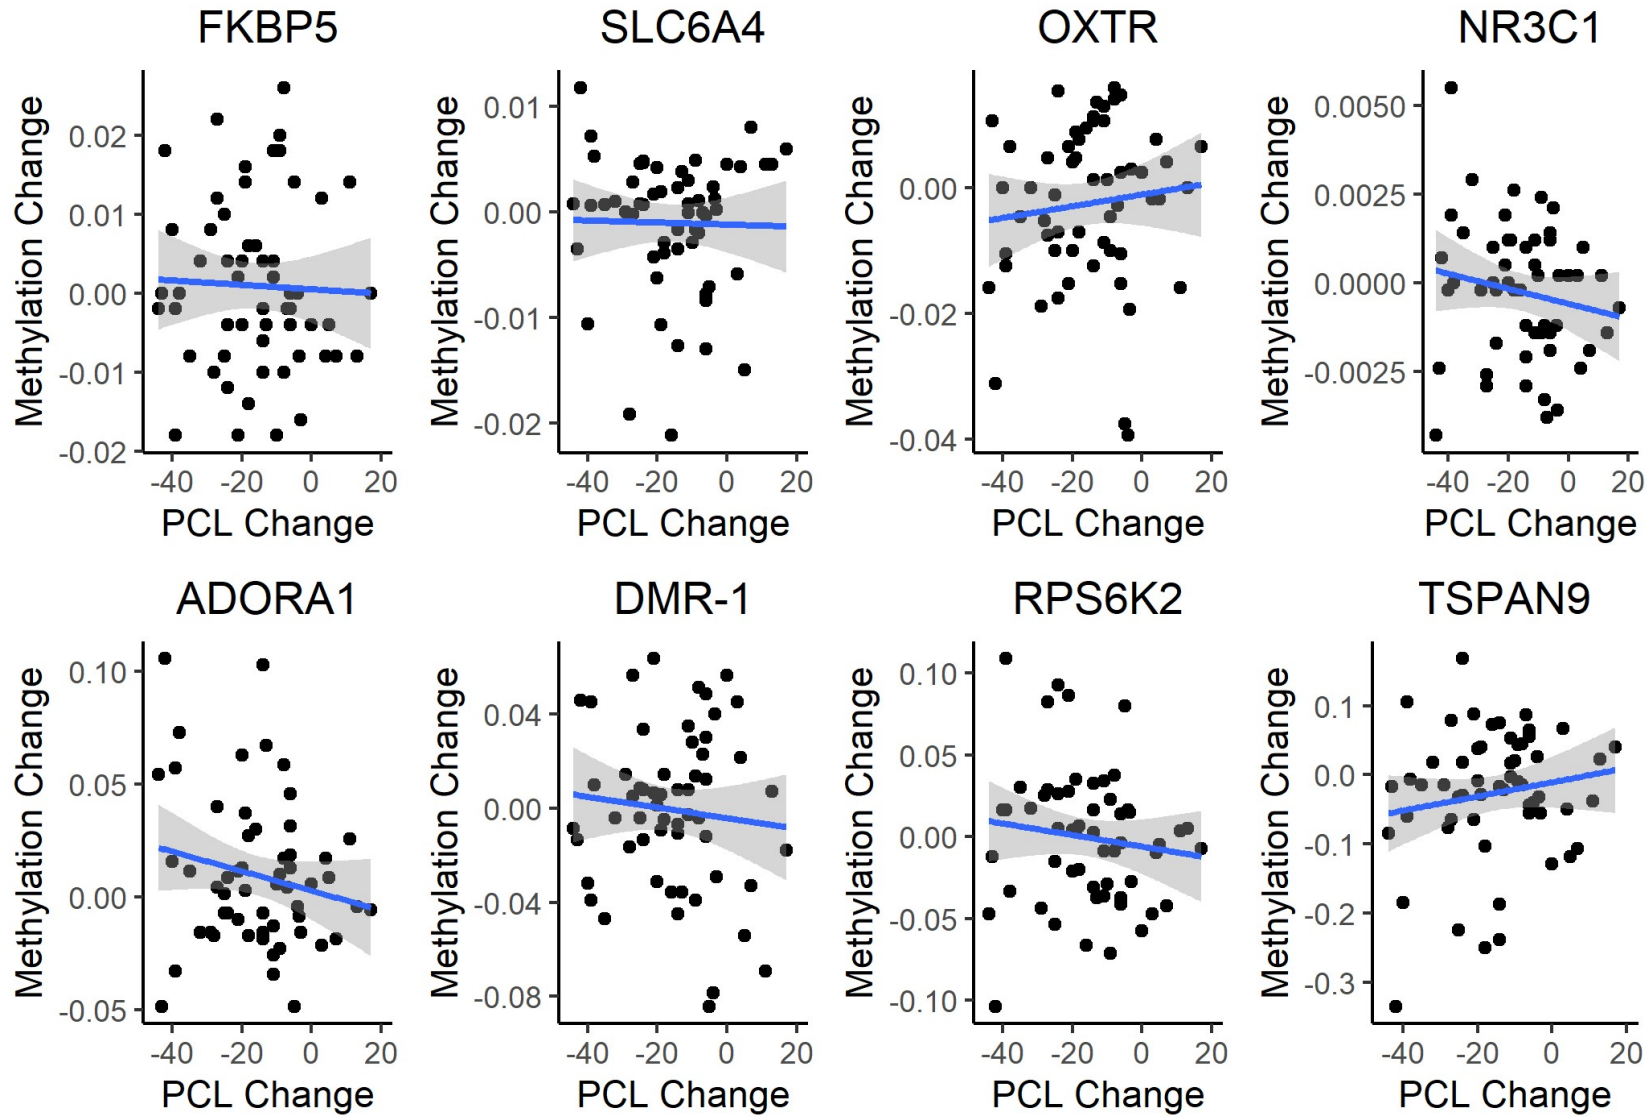 FKBP5 SLC6A4 OXTR NR3C1
Methylation Change
0.02
0.01
0.00
-0.01
-0.02
-40 -20 0 20
PCL Change
Methylation Change
0.01
0.00
-0.01
-0.02
-40 -20 0 20
PCL Change
Methylation Change
0.00
-0.02
-0.04
-40 -20 0 20
PCL Change
Methylation Change
0.0050
0.0025
0.0000
-0.0025
-40 -20 0 20
PCL Change
ADORA1 DMR-1 RPS6K2 TSPAN9
Methylation Change
0.10
0.05
0.00
-0.05
-40 -20 0 20
PCL Change
Methylation Change
0.04
0.00
-0.04
-0.08
-40 -20 0 20
PCL Change
Methylation Change
0.10
0.05
0.00
-0.05
-0.10
-40 -20 0 20
PCL Change
Methylation Change
0.1
0.0
-0.1
-0.2
-0.3
-40 -20 0 20
PCL Change